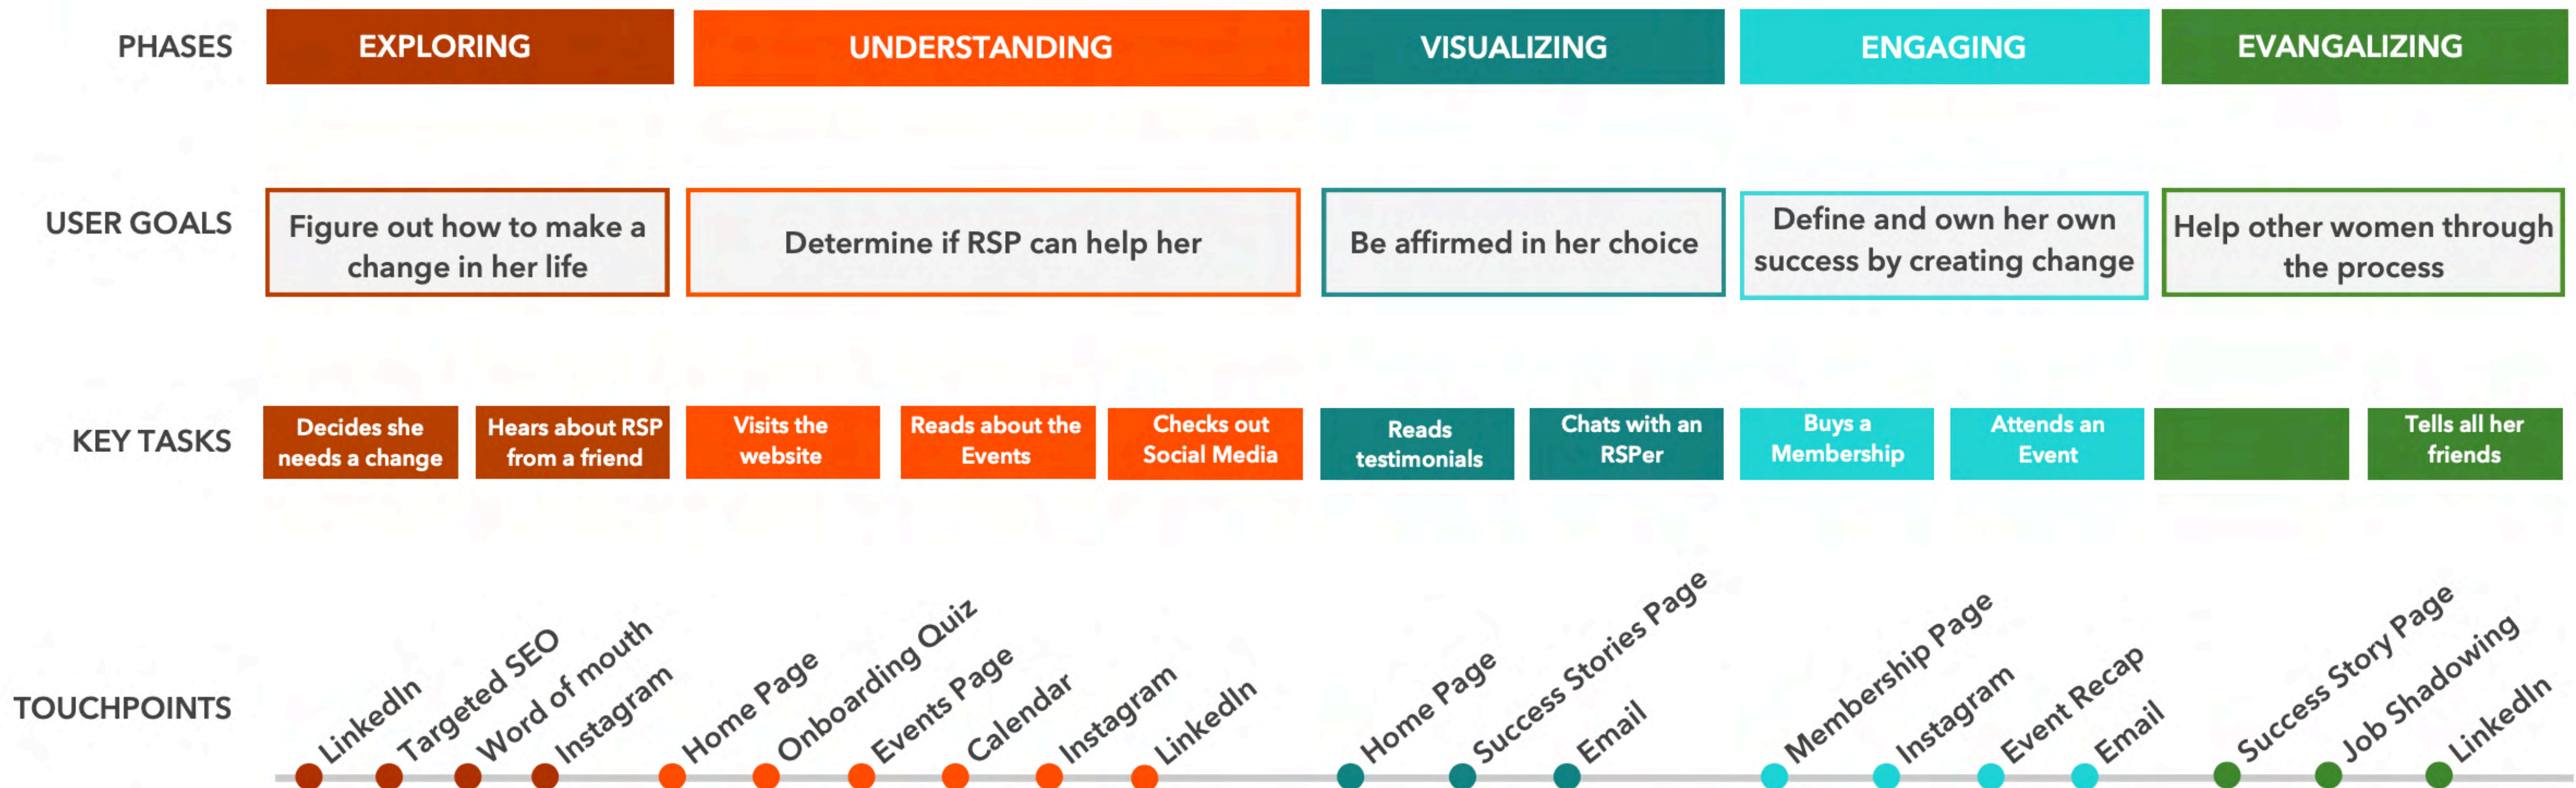 PHASES
EXPLORING
UNDERSTANDING
VISUALIZING
ENGAGING
EVANGALIZING
USER GOALS
Figure out how to make a
change in her life
Determine if RSP can help her
Be affirmed in her choice
Define and own her own
success by creating change
Help other women through
the process
KEY TASKS
Decides she
needs a change
Hears about RSP
from a friend
Visits the
website
Reads about the
Events
Checks out
Social Media
Reads
testimonials
Chats with an
RSPer
Buys a
Membership
Attends an
Event
Tells all her
friends
TOUCHPOINTS
LinkedIn
Targeted SEO
Word of mouth
Instagram
Home Page
Onboarding Quiz
Events Page
Calendar
Instagram
LinkedIn
Home Page
Success Stories Page
Email
Membership Page
Instagram
Event Recap
Email
Success Story Page
Job Shadowing
LinkedIn